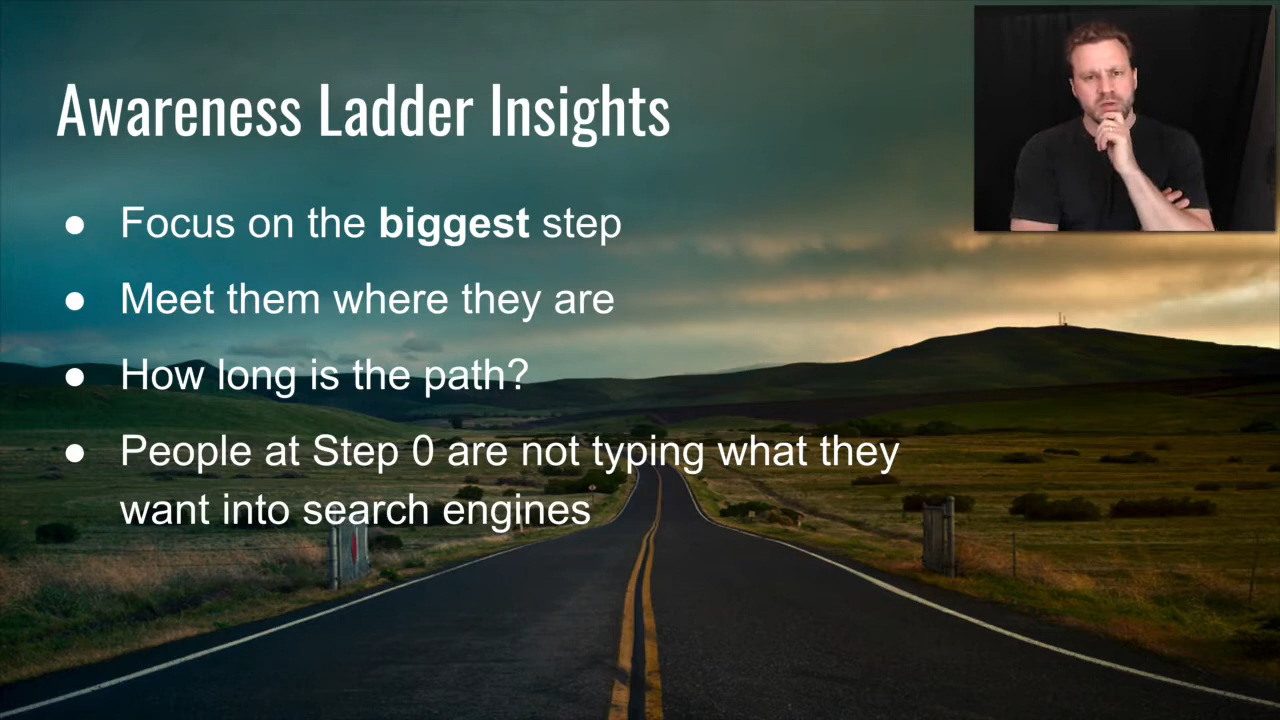 Awareness Ladder Insights
● Focus on the biggest step
● Meet them where they are
● How long is the path?
● People at Step 0 are not typing what they
want into search engines